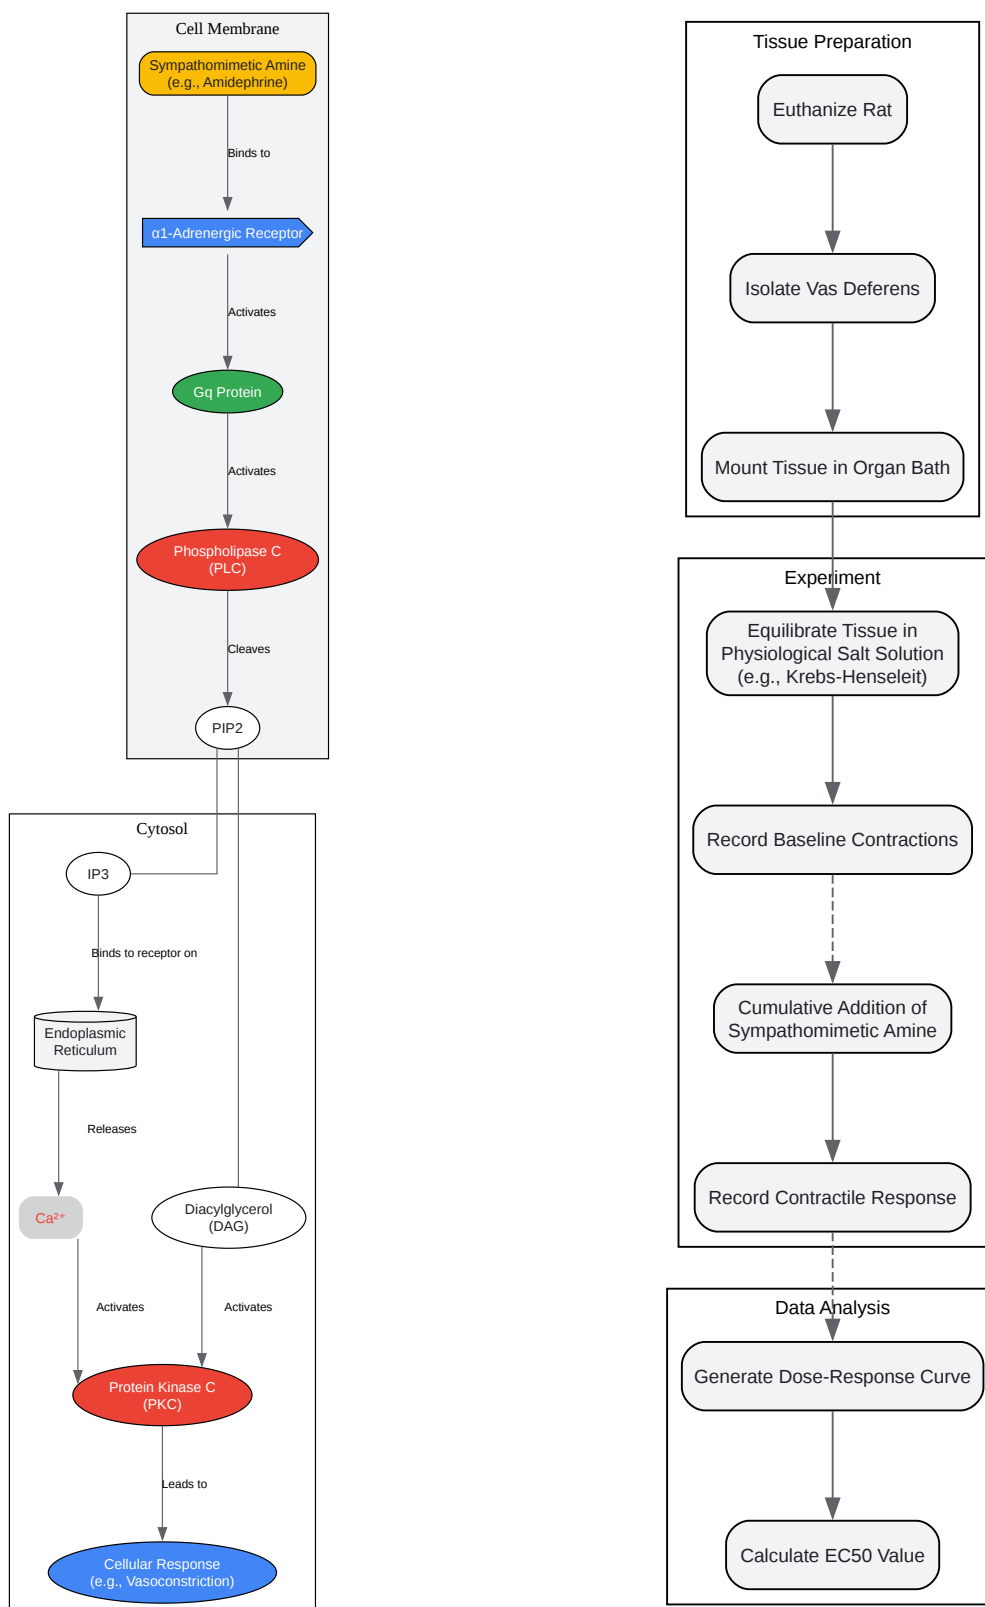 Cell Membrane
Sympathomimetic Amine
(e.g., Amidephrine)
Binds to
α1-Adrenergic Receptor
Activates
Gq Protein
Activates
Phospholipase C
(PLC)
Cleaves
PIP2
Cytosol
IP3
Binds to receptor on
Endoplasmic
Reticulum
Releases
Ca²⁺
Diacylglycerol
(DAG)
Activates
Activates
Protein Kinase C
(PKC)
Leads to
Cellular Response
(e.g., Vasoconstriction)
Tissue Preparation
Euthanize Rat
Isolate Vas Deferens
Mount Tissue in Organ Bath
Experiment
Equilibrate Tissue in
Physiological Salt Solution
(e.g., Krebs-Henseleit)
Record Baseline Contractions
Cumulative Addition of
Sympathomimetic Amine
Record Contractile Response
Data Analysis
Generate Dose-Response Curve
Calculate EC50 Value